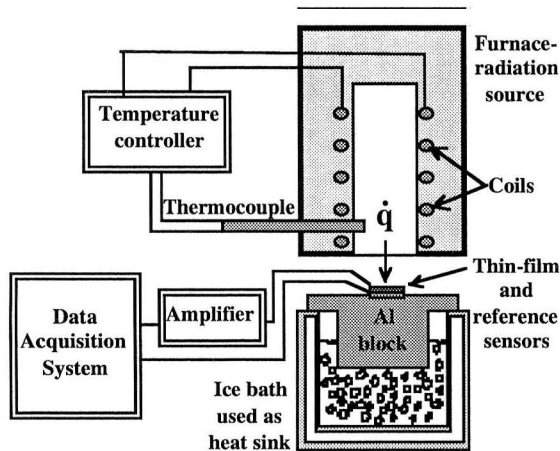 Furnace-
radiation
source
Temperature
controller
Coils
Thermocouple
q̇
Thin-film
and
reference
sensors
Amplifier
Data
Acquisition
System
Al
block
Ice bath
used as
heat sink